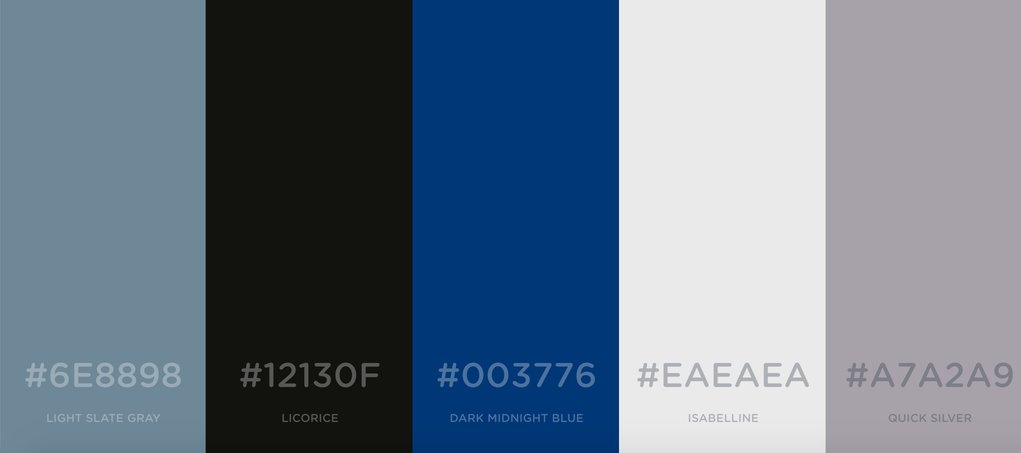 #6E8898
LIGHT SLATE GRAY
#12130F
LICORICE
#003776
DARK MIDNIGHT BLUE
#EAEAEA
ISABELLINE
#A7A2A9
QUICK SILVER